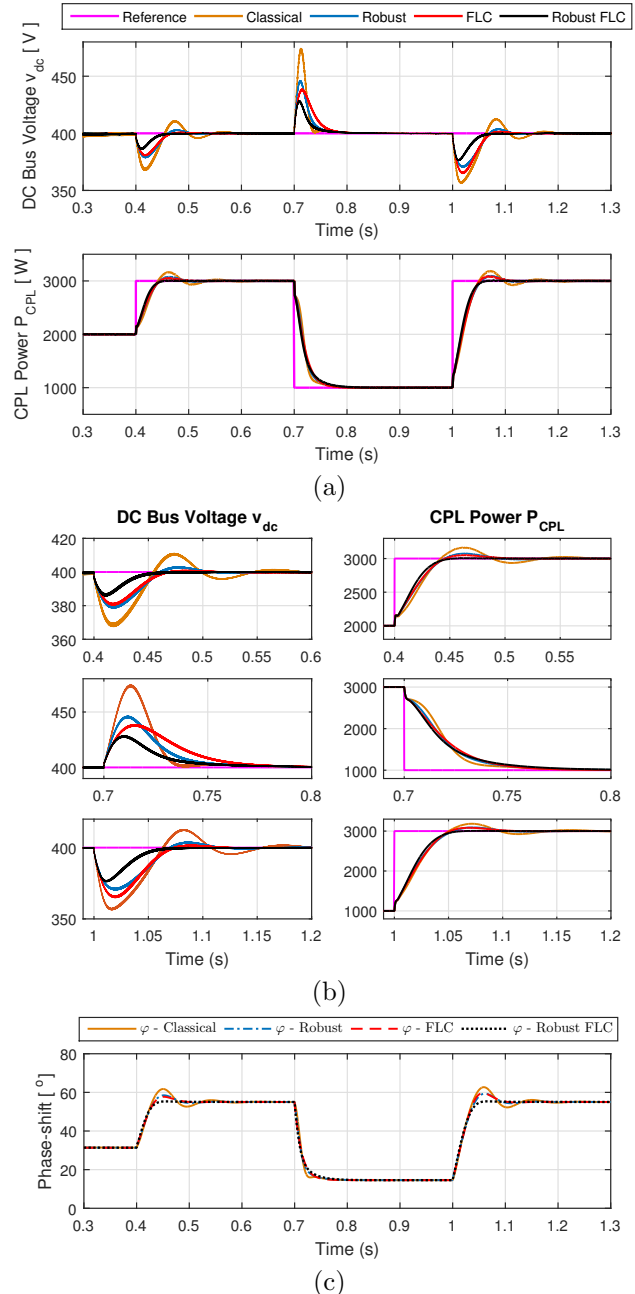 Reference Classical Robust FLC Robust FLC
DC Bus Voltage v_dc [ V]
450
400
350
0.3 0.4 0.5 0.6 0.7 0.8 0.9 1 1.1 1.2 1.3
Time (s)
CPL Power P_CPL [ W]
3000
2000
1000
0.3 0.4 0.5 0.6 0.7 0.8 0.9 1 1.1 1.2 1.3
Time (s)
(a)
DC Bus Voltage v_dc
420
400
380
360
0.4 0.45 0.5 0.55 0.6
450
400
0.7 0.75 0.8
400
350
1 1.05 1.1 1.15 1.2
Time (s)
CPL Power P_CPL
3000
2500
2000
0.4 0.45 0.5 0.55
3000
2000
1000
0.7 0.75 0.8
3000
2000
1000
1 1.05 1.1 1.15 1.2
Time (s)
(b)
φ - Classical φ - Robust φ - FLC φ - Robust FLC
Phase-shift [ °]
80
60
40
20
0
0.3 0.4 0.5 0.6 0.7 0.8 0.9 1 1.1 1.2 1.3
Time (s)
(c)